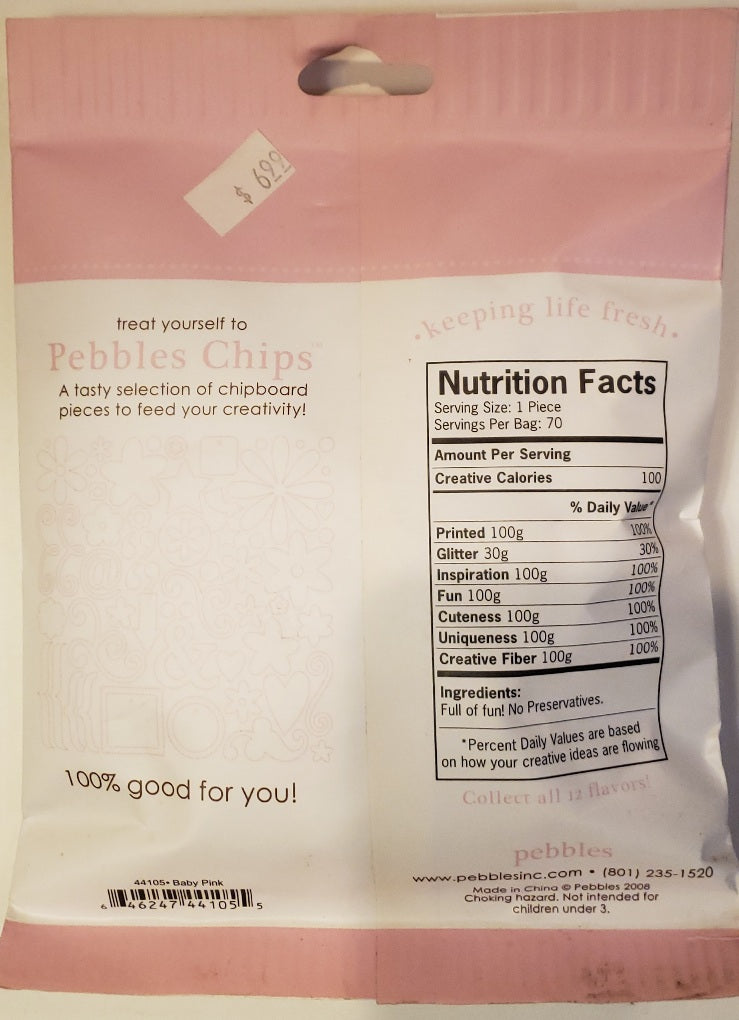 $ 6.99
treat yourself to
Pebbles Chips™
A tasty selection of chipboard
pieces to feed your creativity!
100% good for you!
44105• Baby Pink
6 46247 44105 5
•keeping life fresh•
Nutrition Facts
Serving Size: 1 Piece
Servings Per Bag: 70
Amount Per Serving
Creative Calories 100
% Daily Value*
Printed 100g 100%
Glitter 30g 30%
Inspiration 100g 100%
Fun 100g 100%
Cuteness 100g 100%
Uniqueness 100g 100%
Creative Fiber 100g 100%
Ingredients:
Full of fun! No Preservatives.
*Percent Daily Values are based
on how your creative ideas are flowing
Collect all 12 flavors!
pebbles
www.pebblesinc.com • (801) 235-1520
Made in China © Pebbles 2008
Choking hazard. Not intended for
children under 3.